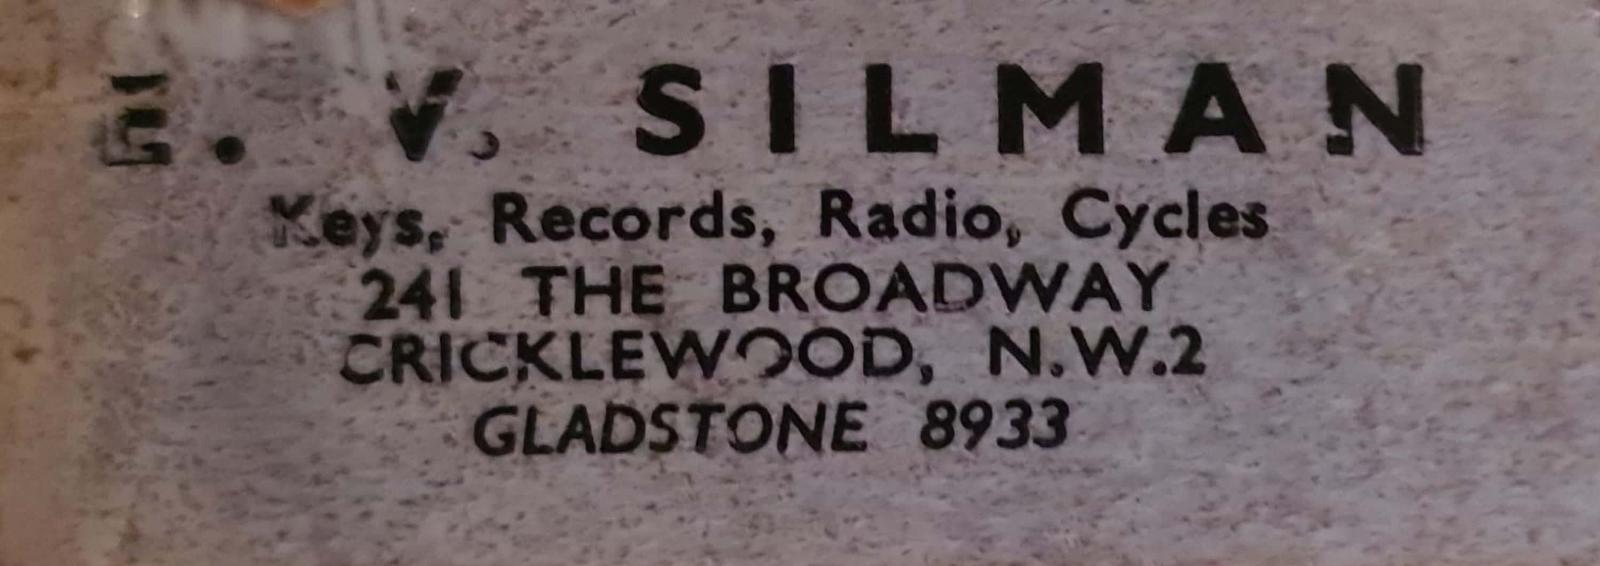 E. V. SILMAN
Keys, Records, Radio, Cycles
241 THE BROADWAY
CRICKLEWOOD, N.W.2
GLADSTONE 8933